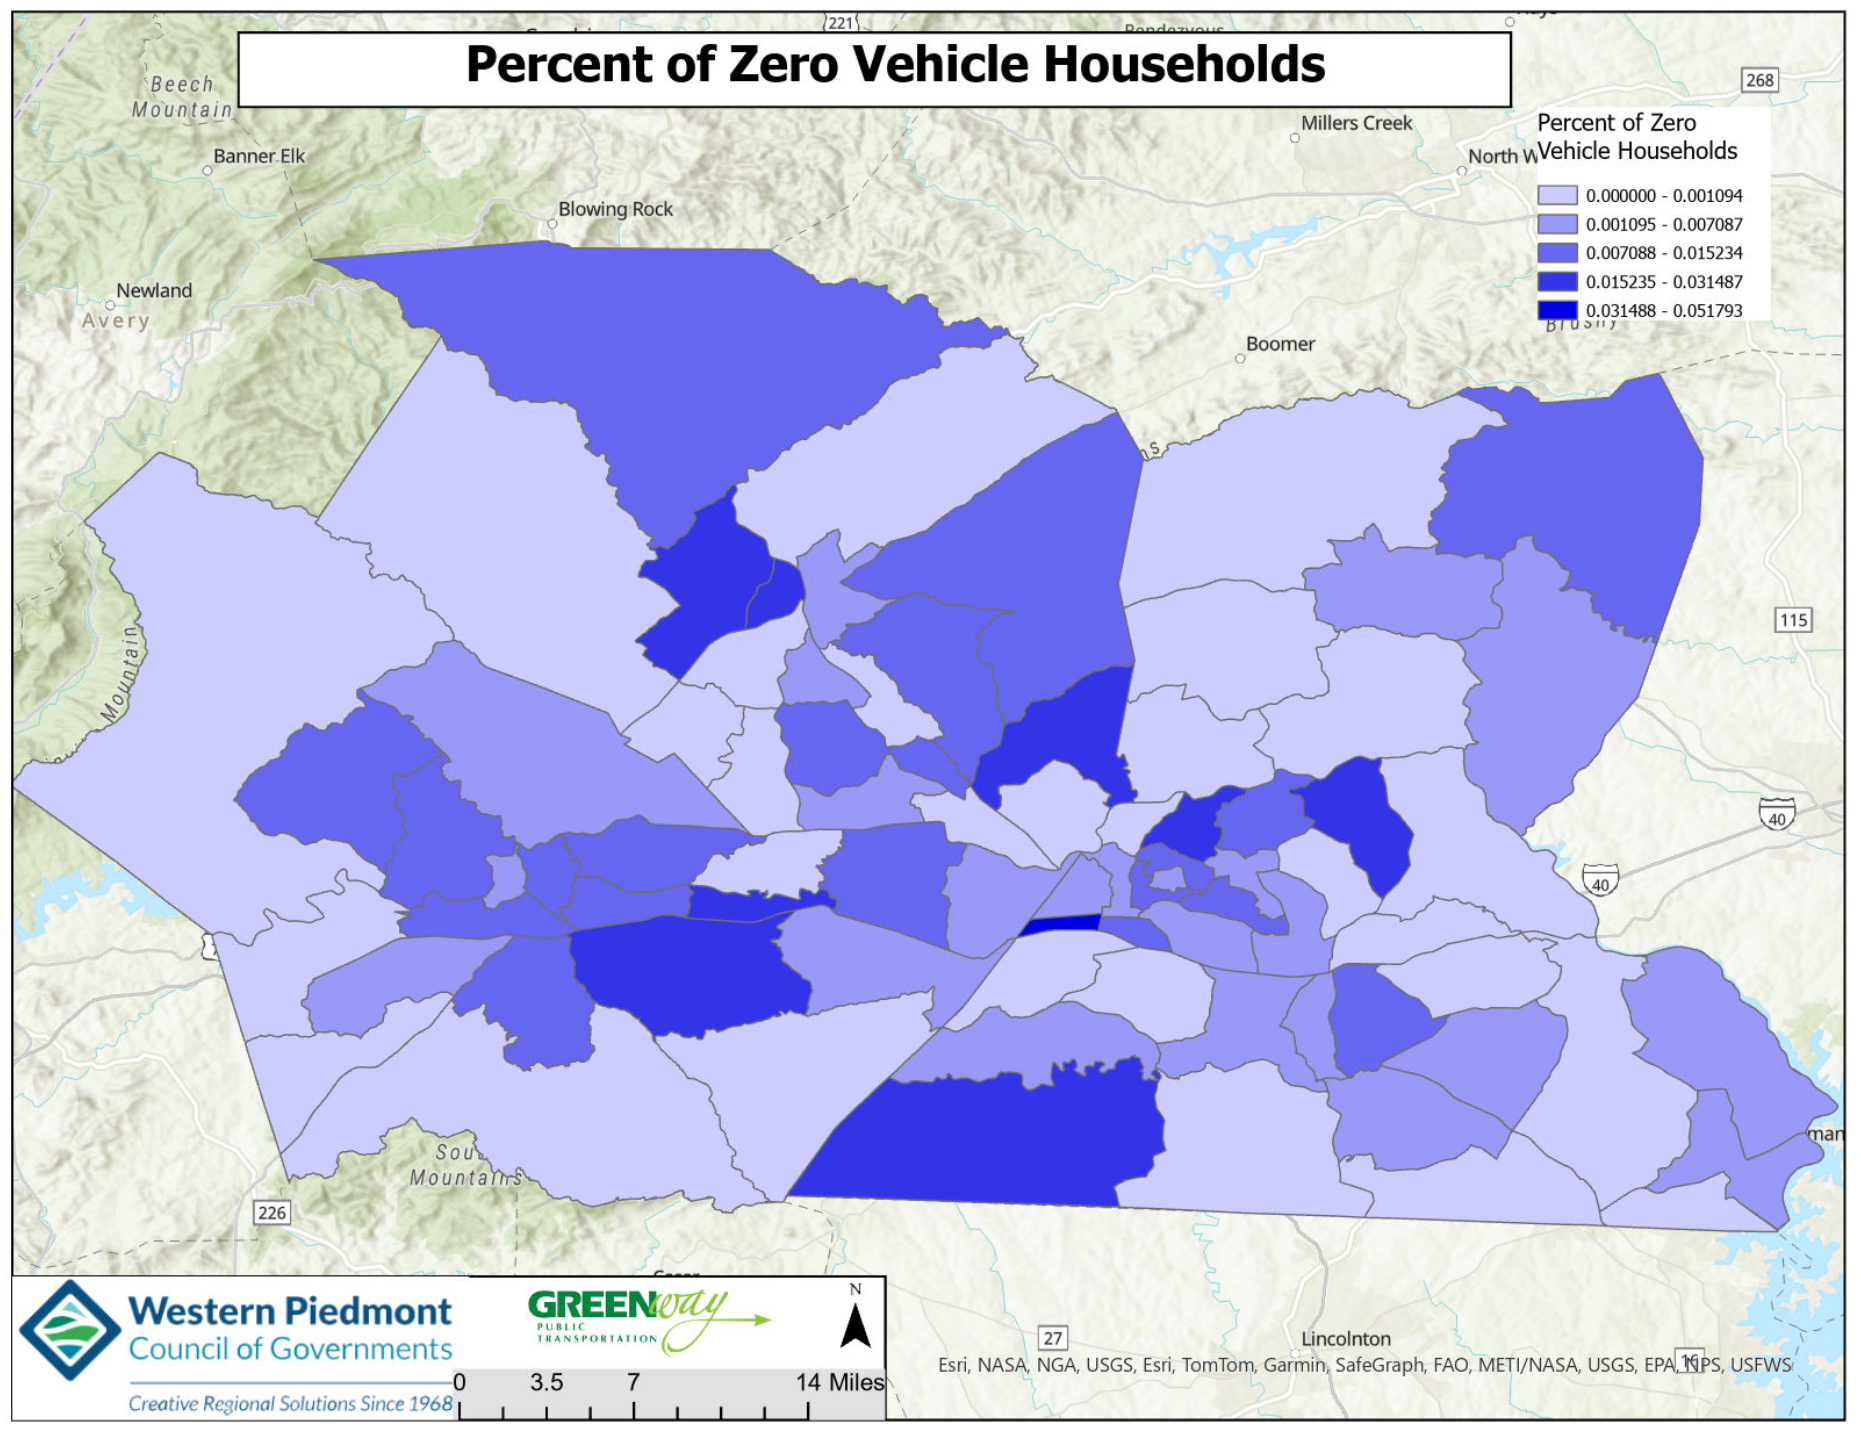 221
Percent of Zero Vehicle Households
268
Beech
Mountain
Millers Creek
Banner Elk
North W
Percent of Zero
Vehicle Households
0.000000 - 0.001094
0.001095 - 0.007087
0.007088 - 0.015234
0.015235 - 0.031487
0.031488 - 0.051793
Blowing Rock
Newland
Avery
Brushy
Boomer
115
Mountain
40
40
man
South
Mountains
226
Western Piedmont
Council of Governments
Creative Regional Solutions Since 1968
GREENway
PUBLIC
TRANSPORTATION
N
0 3.5 7 14 Miles
27
Lincolnton
16
Esri, NASA, NGA, USGS, Esri, TomTom, Garmin, SafeGraph, FAO, METI/NASA, USGS, EPA, NPS, USFWS